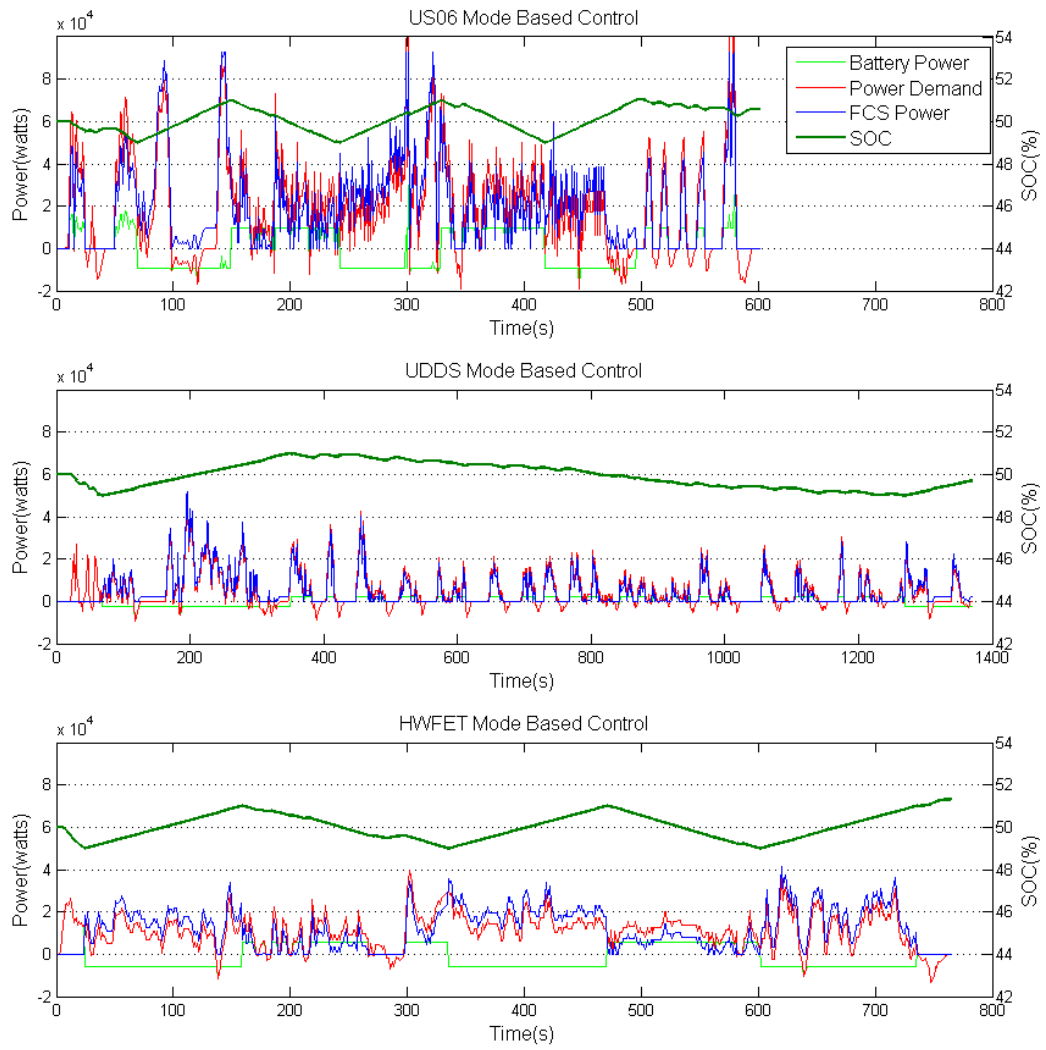 US06 Mode Based Control
x 10^4
8
6
4
2
0
-2
Power(watts)
54
52
50
48
46
44
42
SOC(%)
Battery Power
Power Demand
FCS Power
SOC
0 100 200 300 400 500 600 700 800
Time(s)
UDDS Mode Based Control
x 10^4
8
6
4
2
0
-2
Power(watts)
54
52
50
48
46
44
42
SOC(%)
0 200 400 600 800 1000 1200 1400
Time(s)
HWFET Mode Based Control
x 10^4
8
6
4
2
0
-2
Power(watts)
54
52
50
48
46
44
42
SOC(%)
0 100 200 300 400 500 600 700 800
Time(s)